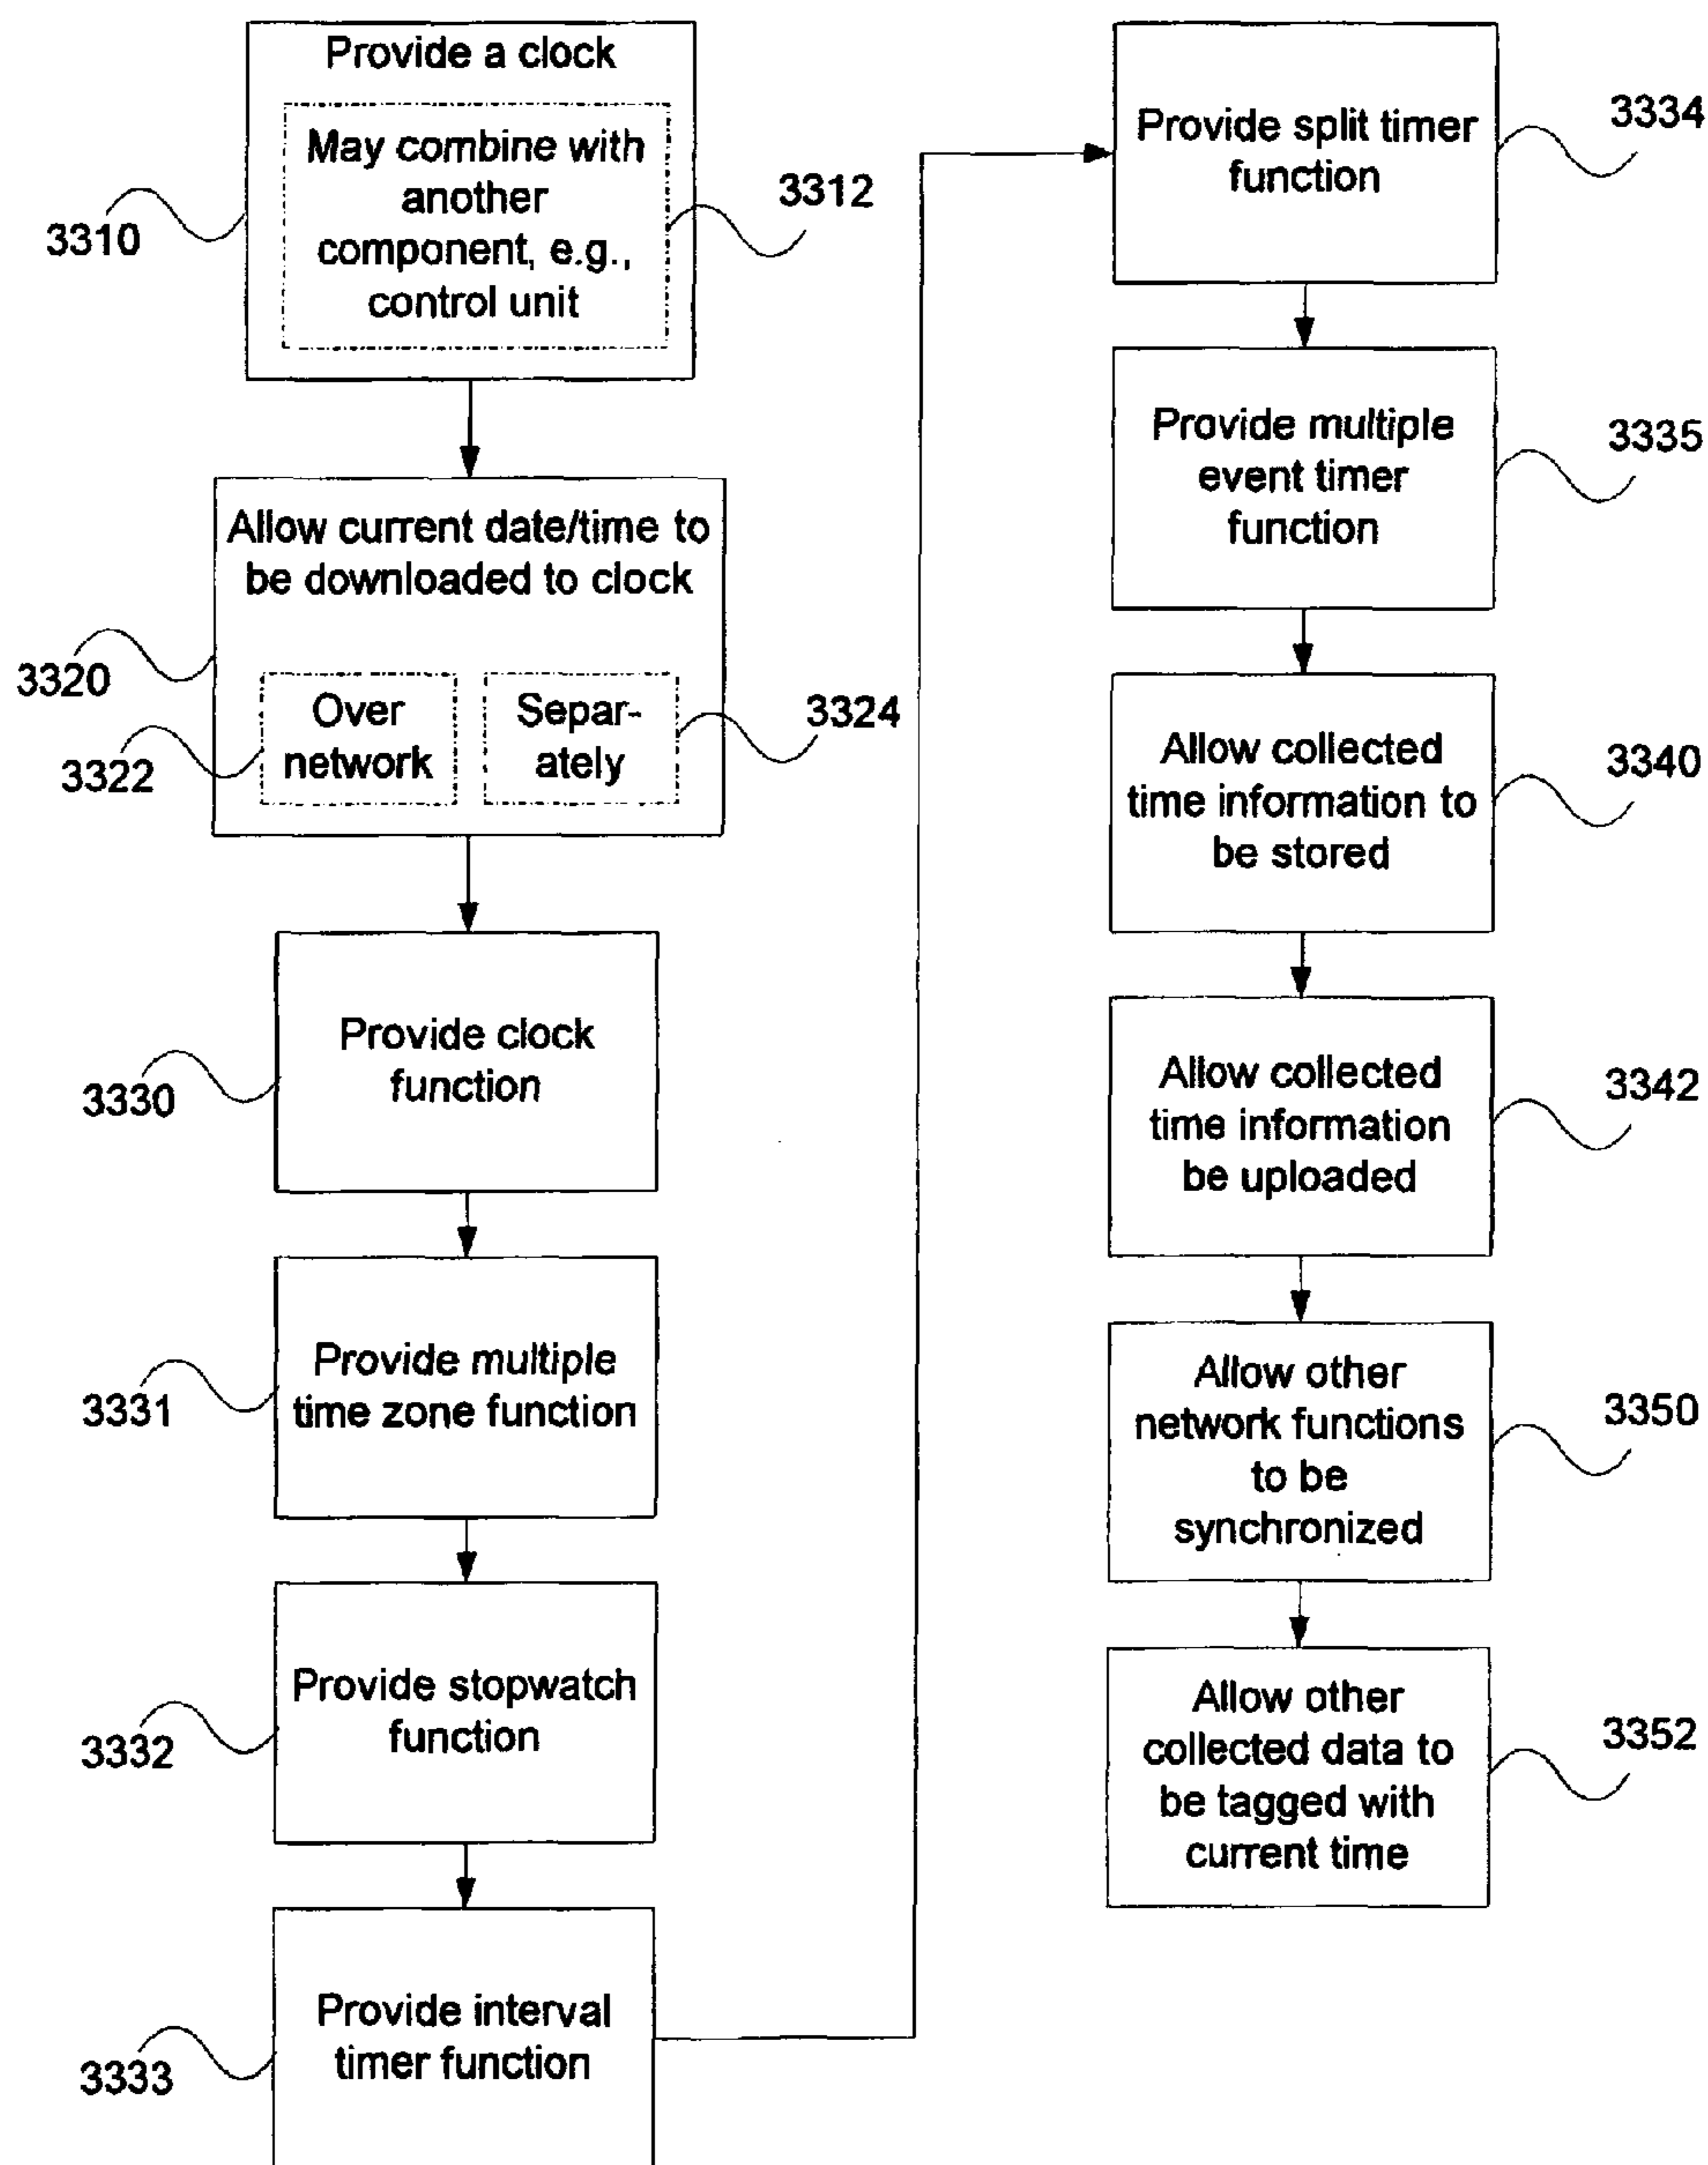 Provide a clock
May combine with
another
component, e.g.,
control unit
3310
3312
Allow current date/time to
be downloaded to clock
3320
Over
network
3322
Separ-
ately
3324
Provide clock
function
3330
Provide multiple
time zone function
3331
Provide stopwatch
function
3332
Provide interval
timer function
3333
Provide split timer
function
3334
Provide multiple
event timer
function
3335
Allow collected
time information to
be stored
3340
Allow collected
time information
be uploaded
3342
Allow other
network functions
to be
synchronized
3350
Allow other
collected data to
be tagged with
current time
3352